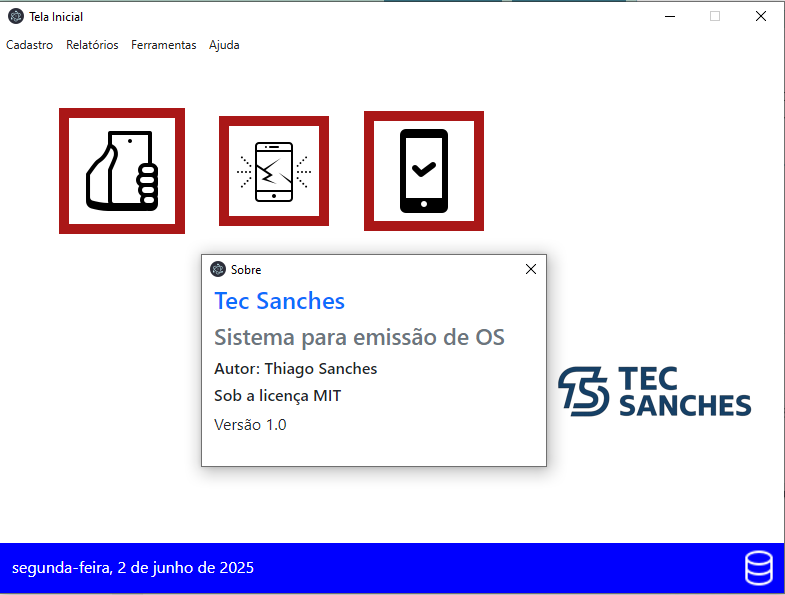 Tela Inicial
Cadastro Relatórios Ferramentas Ajuda
Sobre
Tec Sanches
Sistema para emissão de OS
Autor: Thiago Sanches
Sob a licença MIT
Versão 1.0
TS TEC
SANCHES
segunda-feira, 2 de junho de 2025